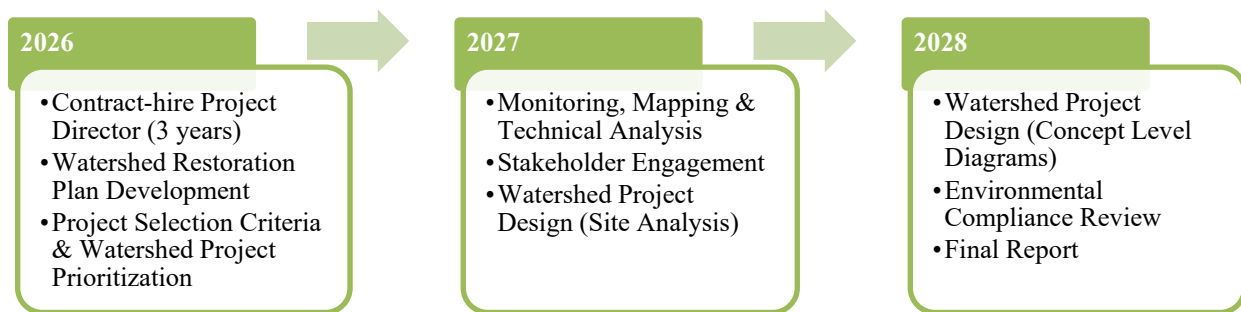 2026
•Contract-hire Project
Director (3 years)
•Watershed Restoration
Plan Development
•Project Selection Criteria
& Watershed Project
Prioritization
2027
•Monitoring, Mapping &
Technical Analysis
•Stakeholder Engagement
•Watershed Project
Design (Site Analysis)
2028
•Watershed Project
Design (Concept Level
Diagrams)
•Environmental
Compliance Review
•Final Report